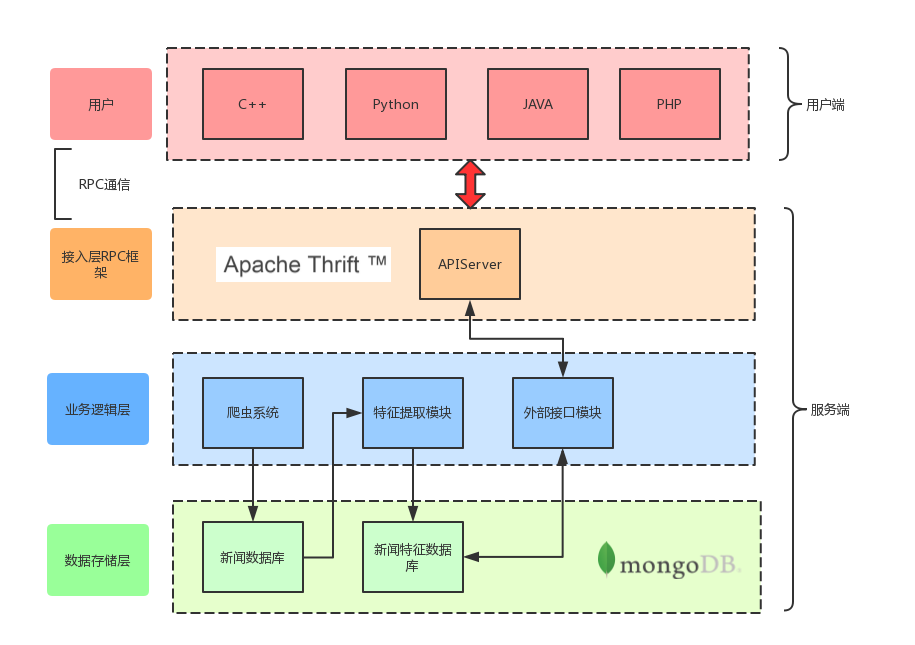 用户
C++
Python
JAVA
PHP
用户端
RPC通信
接入层RPC框
架
Apache Thrift ™
APIServer
业务逻辑层
爬虫系统
特征提取模块
外部接口模块
服务端
数据存储层
新闻数据库
新闻特征数据
库
mongoDB